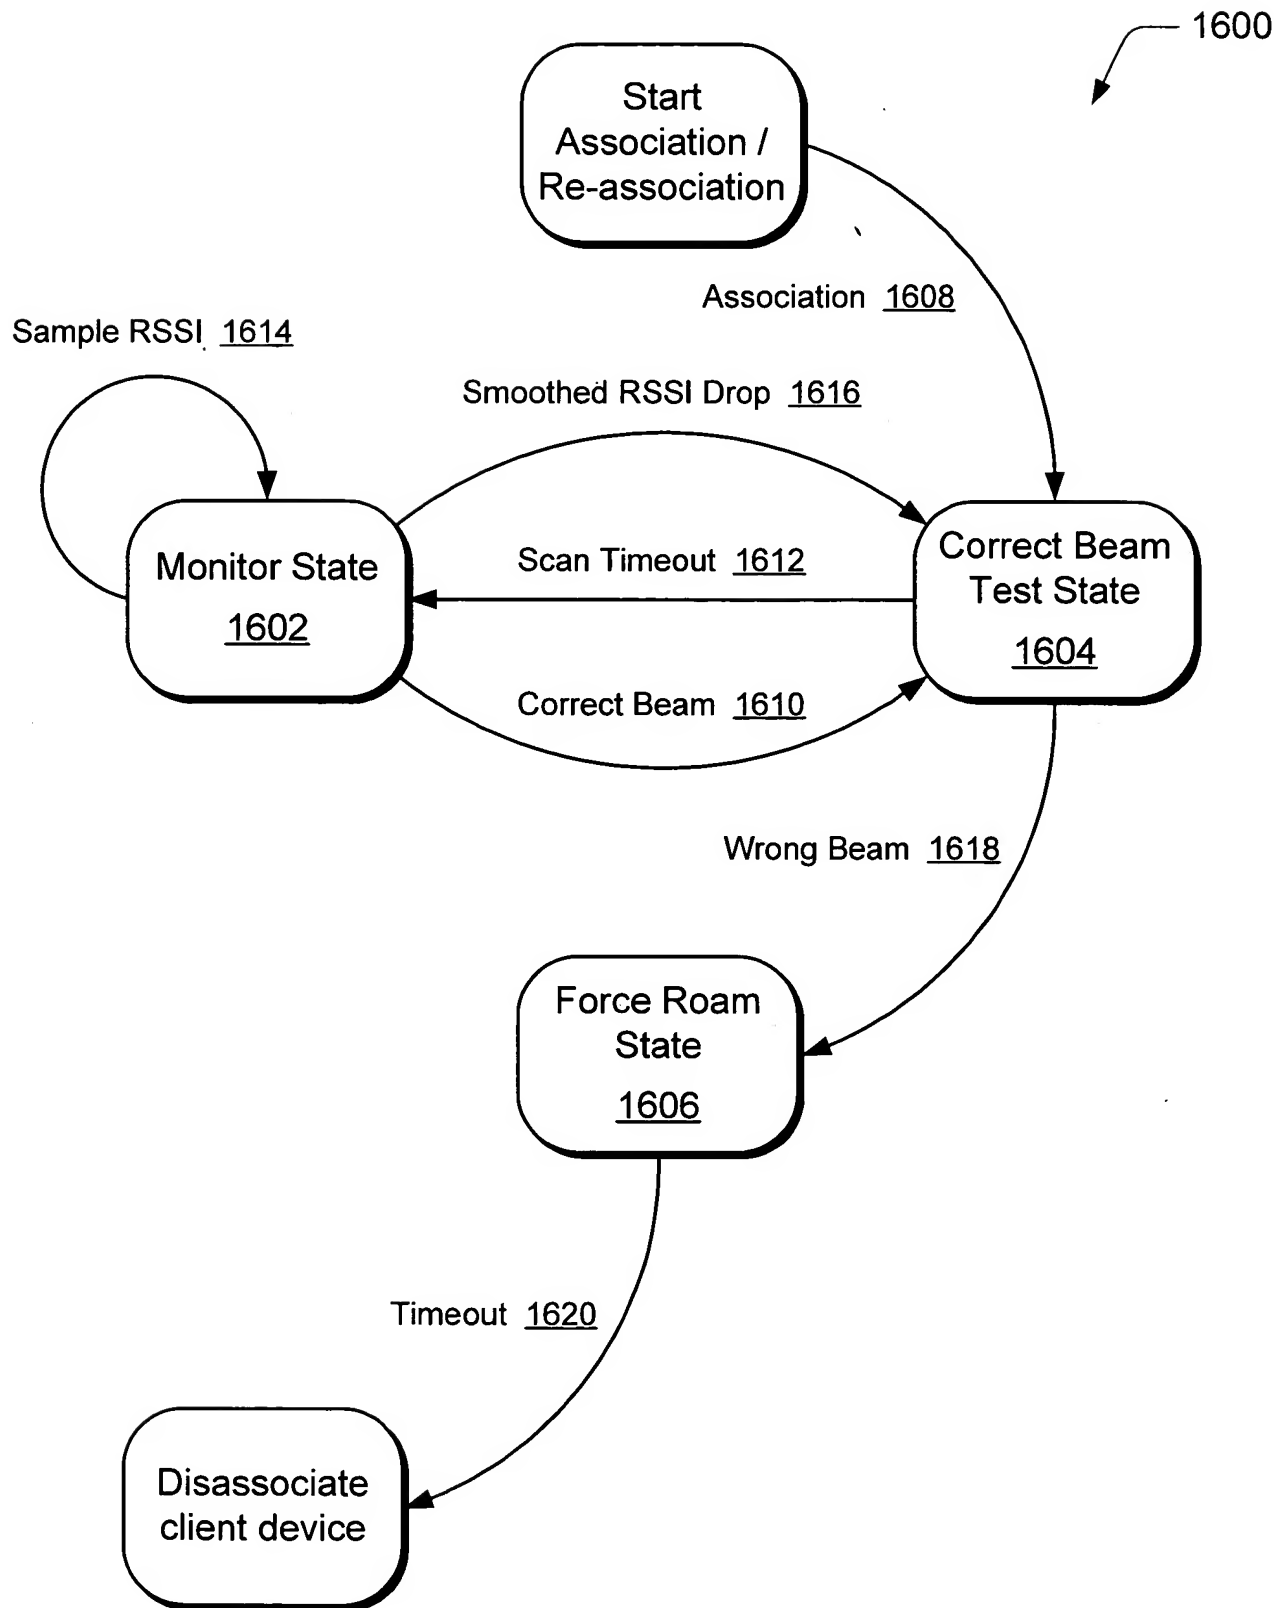 1600
Start
Association /
Re-association
Association 1608
Sample RSSI 1614
Smoothed RSSI Drop 1616
Monitor State
1602
Scan Timeout 1612
Correct Beam
Test State
1604
Correct Beam 1610
Wrong Beam 1618
Force Roam
State
1606
Timeout 1620
Disassociate
client device